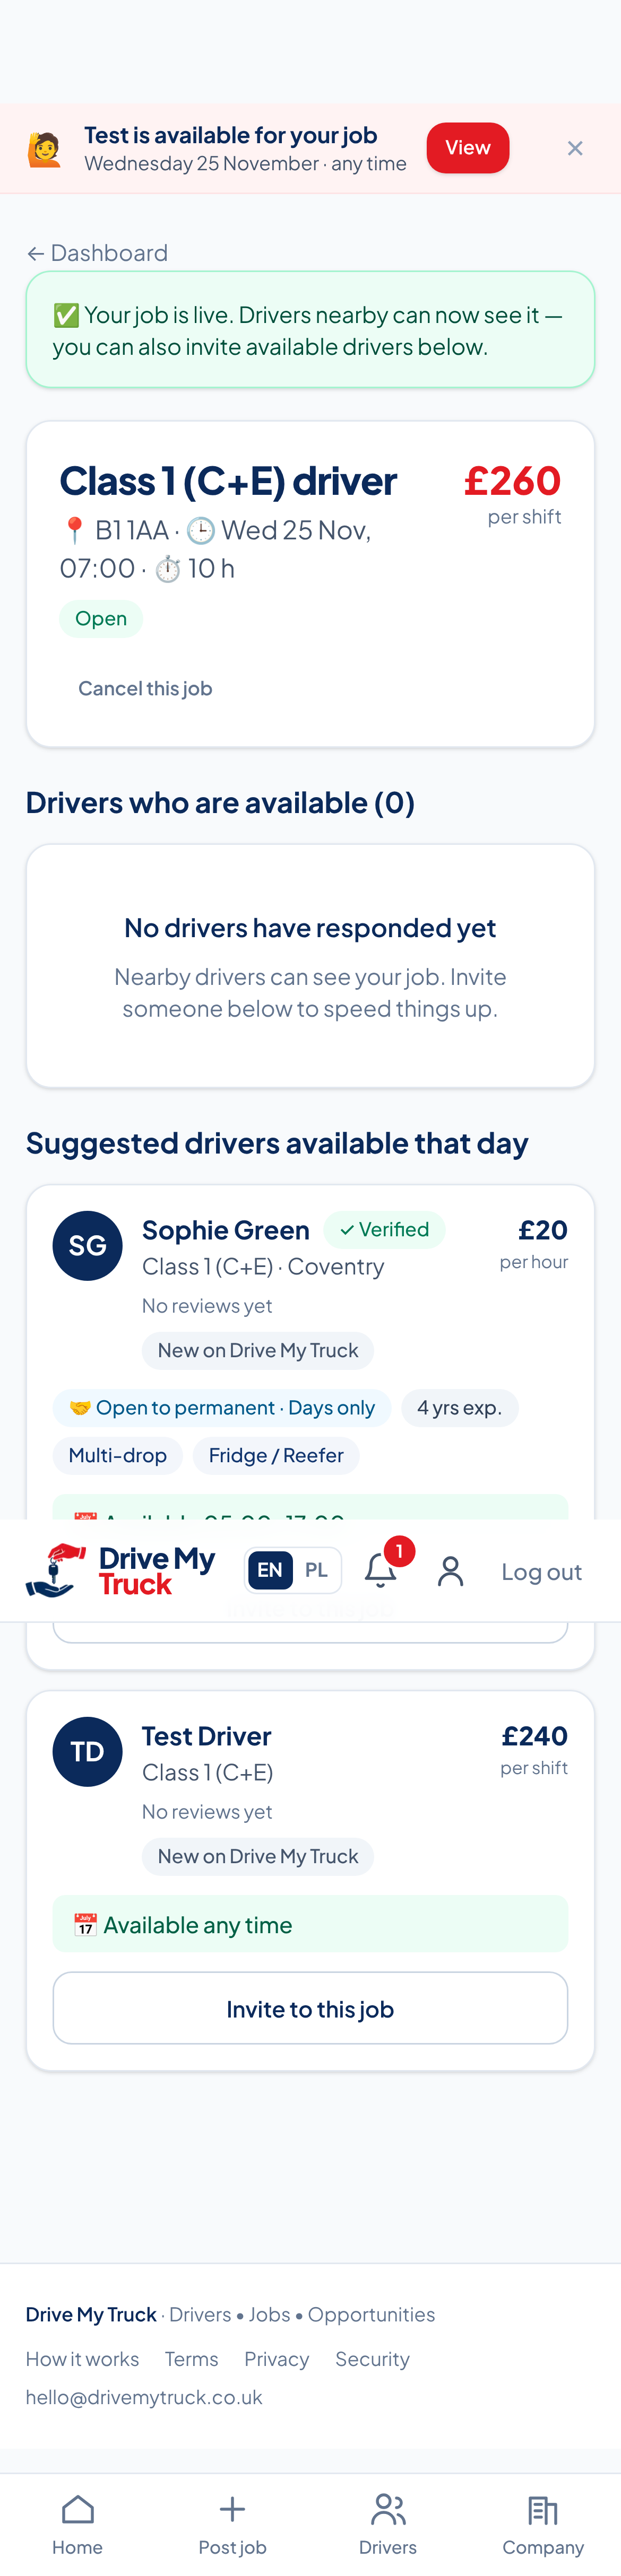 Test is available for your job
Wednesday 25 November · any time
View
← Dashboard
✅ Your job is live. Drivers nearby can now see it —
you can also invite available drivers below.
Class 1 (C+E) driver
£260
per shift
📍 B1 1AA · 🕒 Wed 25 Nov,
07:00 · ⏱️ 10 h
Open
Cancel this job
Drivers who are available (0)
No drivers have responded yet
Nearby drivers can see your job. Invite
someone below to speed things up.
Suggested drivers available that day
SG
Sophie Green
✓ Verified
£20
per hour
Class 1 (C+E) · Coventry
No reviews yet
New on Drive My Truck
🤝 Open to permanent · Days only
4 yrs exp.
Multi-drop
Fridge / Reefer
Drive My
Truck
EN
PL
1
Log out
TD
Test Driver
£240
per shift
Class 1 (C+E)
No reviews yet
New on Drive My Truck
📅 Available any time
Invite to this job
Drive My Truck · Drivers • Jobs • Opportunities
How it works Terms Privacy Security
hello@drivemytruck.co.uk
Home
Post job
Drivers
Company